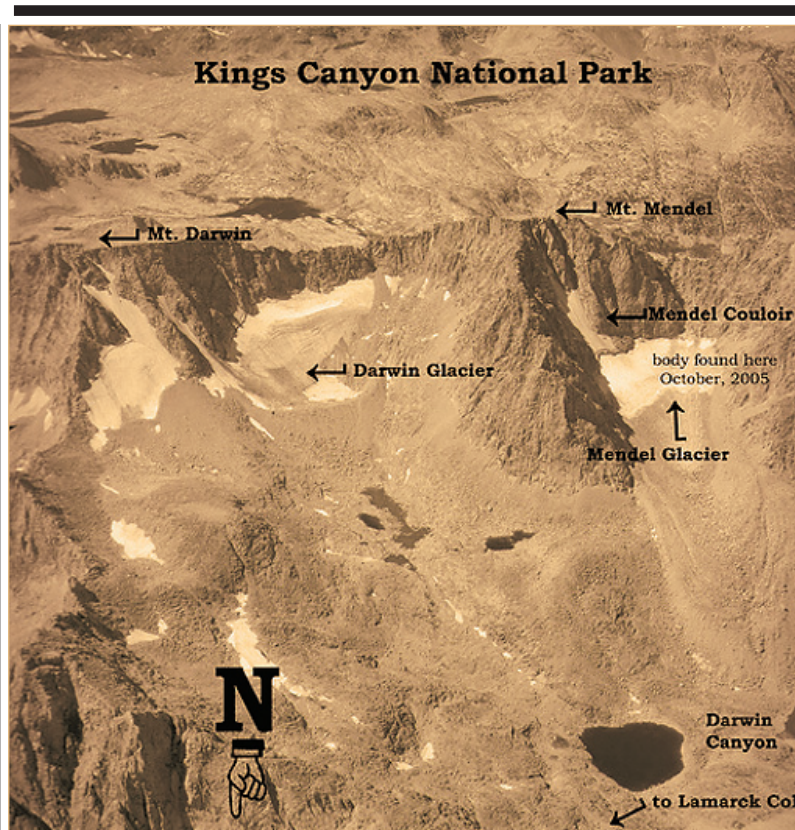 Kings Canyon National Park
Mt. Mendel
Mt. Darwin
Mendel Couloir
body found here
October, 2005
Darwin Glacier
Mendel Glacier
N
Darwin
Canyon
to Lamarck Col